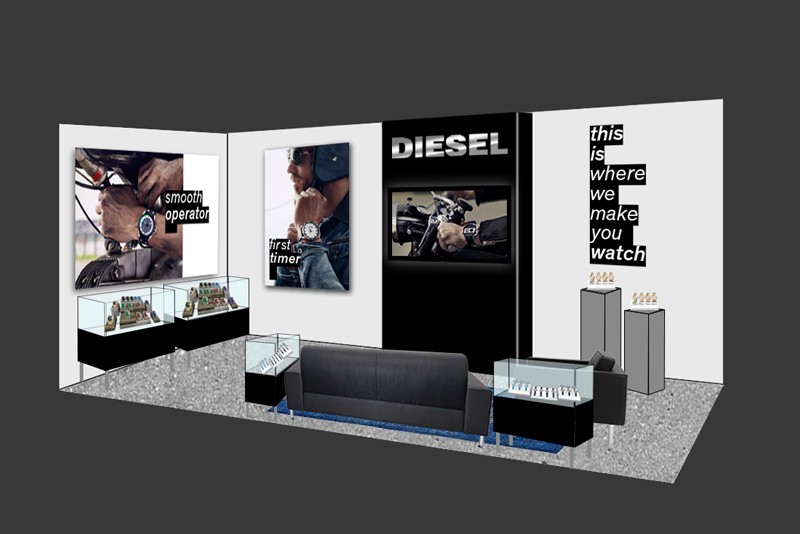 smooth
operator
first
timer
DIESEL
this
is
where
we
make
you
watch